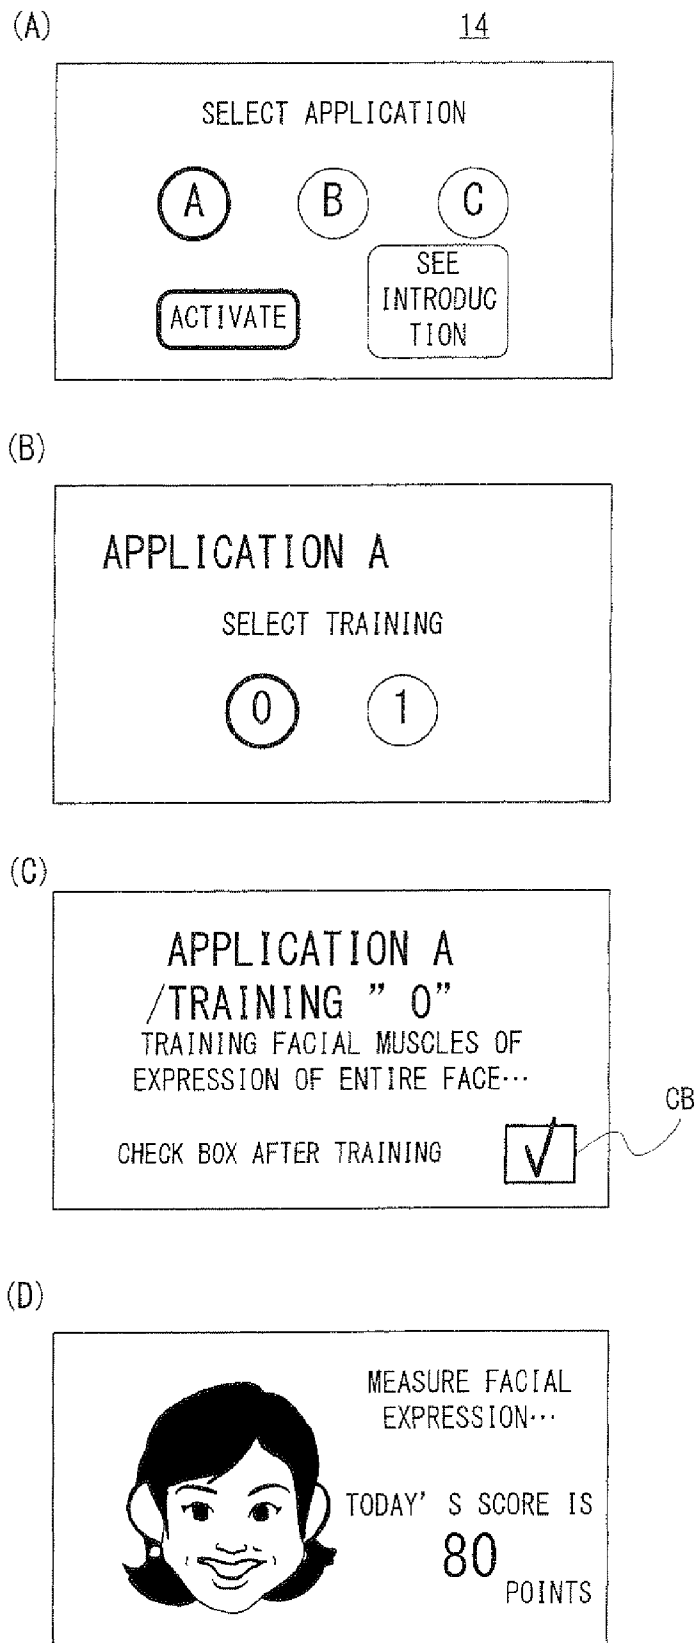 (A)
14
SELECT APPLICATION
A B C
ACTIVATE
SEE
INTRODUC
TION
(B)
APPLICATION A
SELECT TRAINING
0 1
(C)
APPLICATION A
/TRAINING ” 0”
TRAINING FACIAL MUSCLES OF
EXPRESSION OF ENTIRE FACE…
CHECK BOX AFTER TRAINING
CB
(D)
MEASURE FACIAL
EXPRESSION…
TODAY’ S SCORE IS
80
POINTS